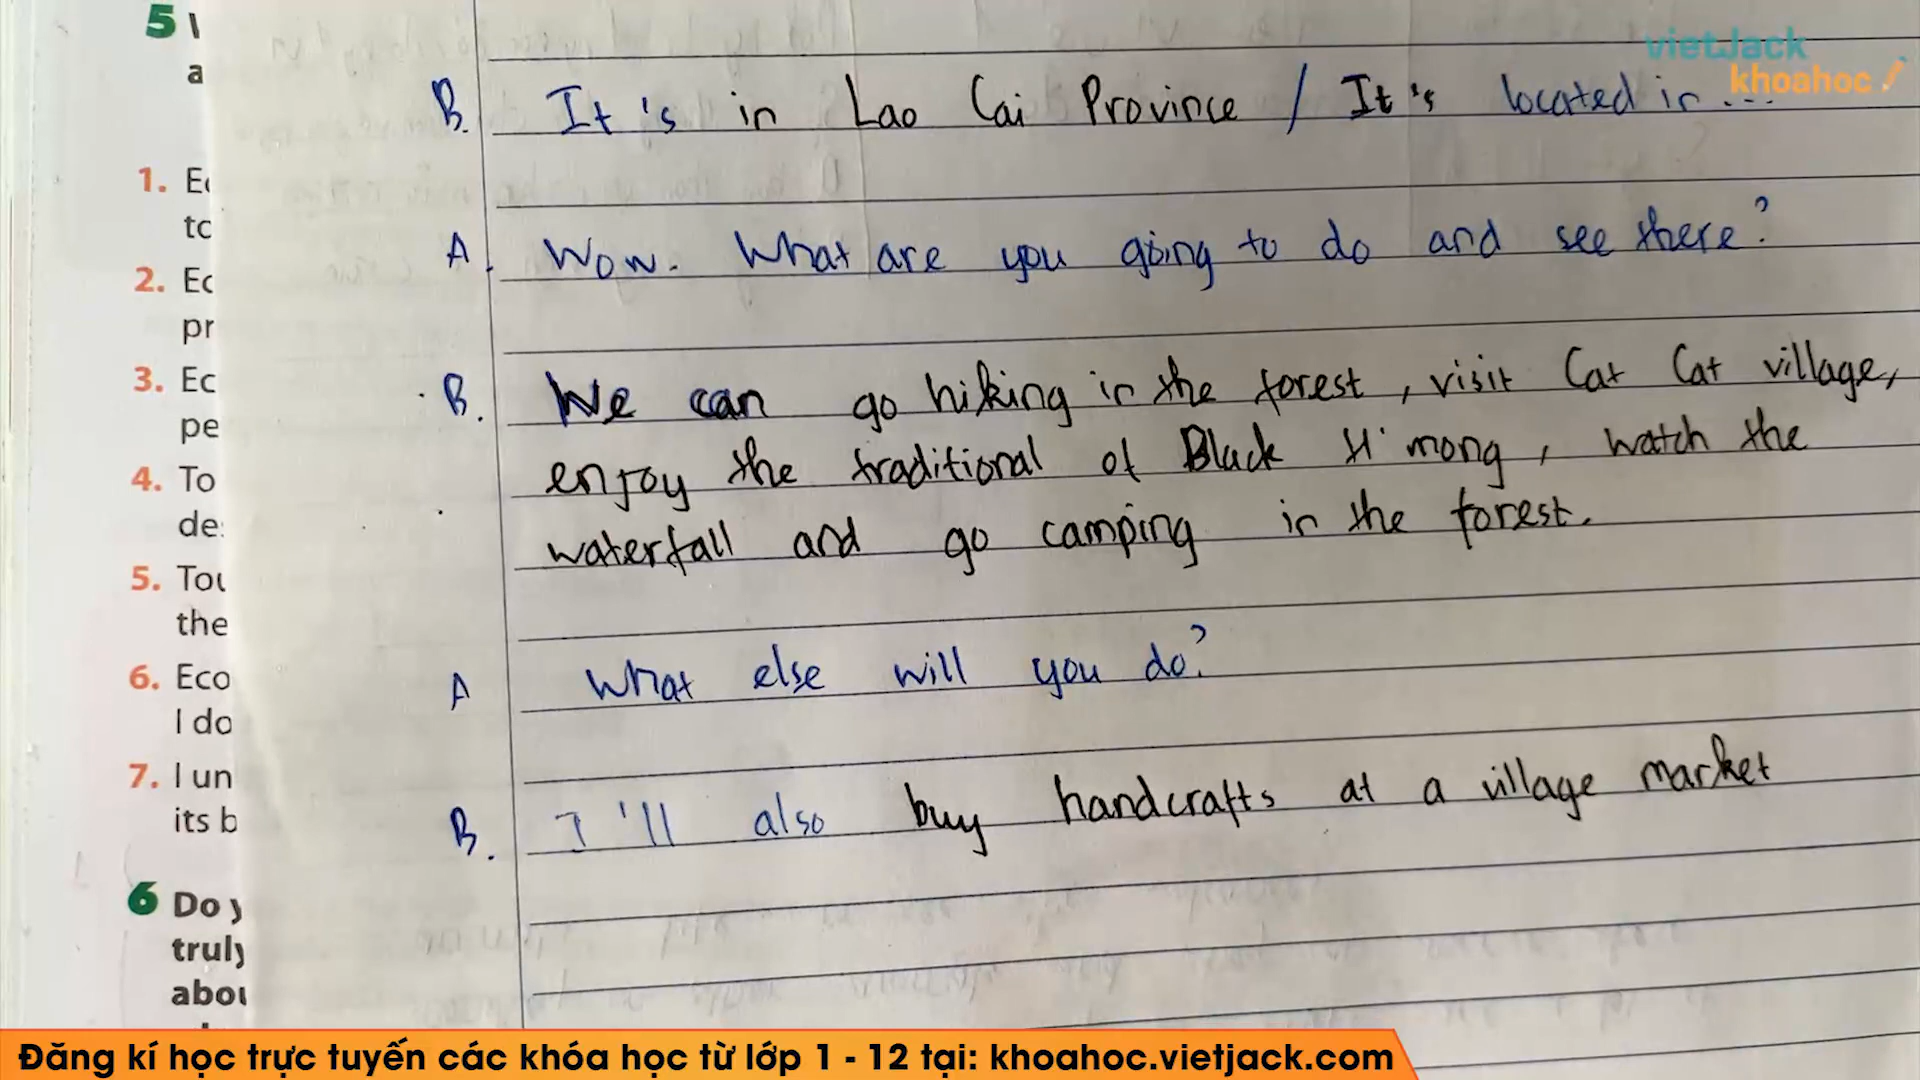 5
a
vietJack
khoahoc
B. It's in Lao Cai Province / It's located in ...
1. Ec
to
A. Wow. What are you going to do and see there?
2. Ec
pr
B. We can go hiking in the forest, visit Cat Cat village,
3. Ec
pe
enjoy the traditional of Black H'mong, watch the
4. To
de
waterfall and go camping in the forest.
5. Tou
the
A What else will you do?
6. Eco
I do
7. I un
its b
B. I'll also buy handcrafts at a village market
6 Do y
truly
abou
Đăng kí học trực tuyến các khóa học từ lớp 1 - 12 tại: khoahoc.vietjack.com